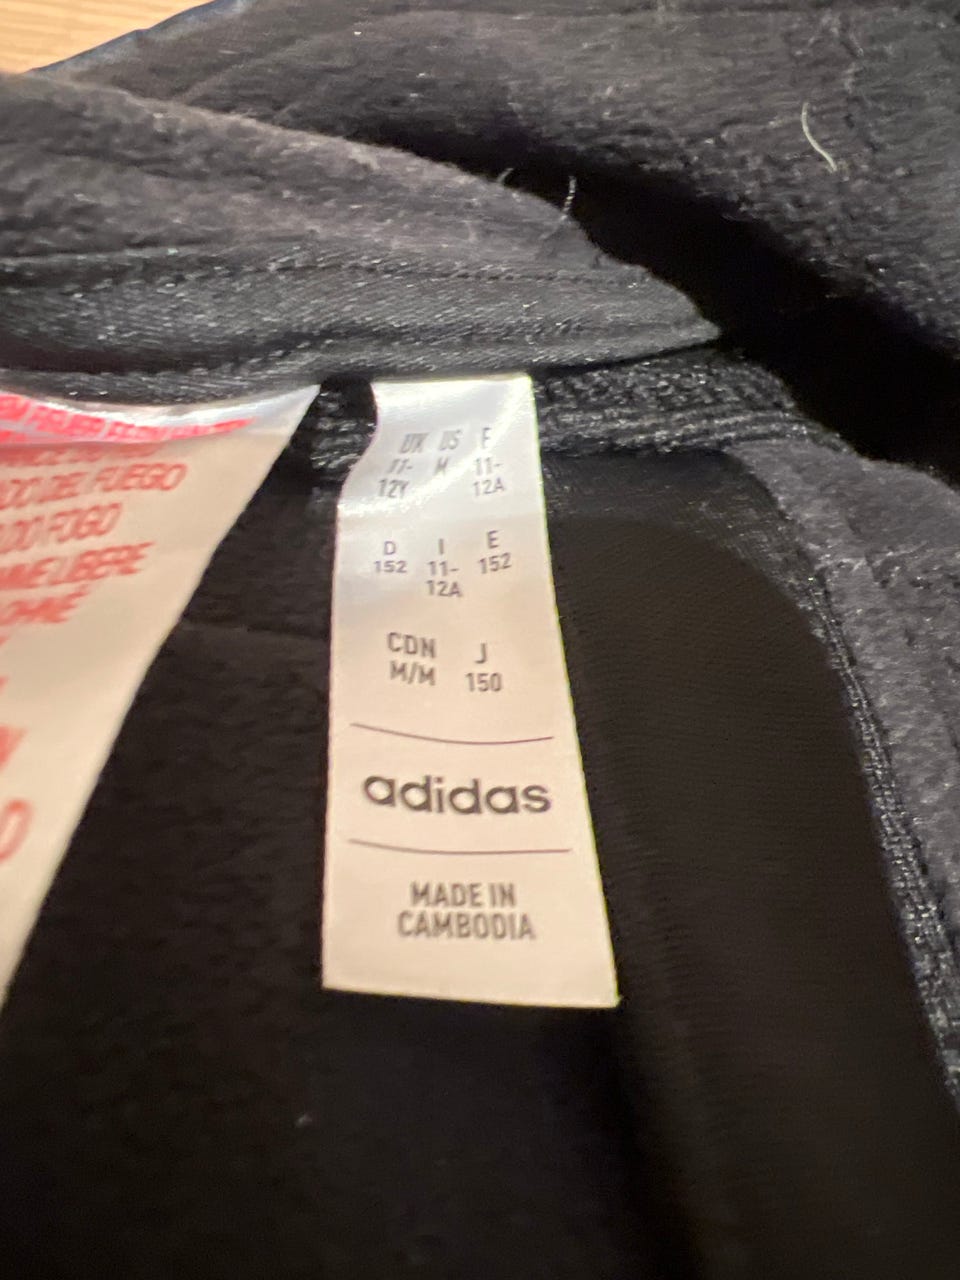 DO DEL FUEGO
DO FOGO
UK US F
11- M 11-
12Y 12A
D I E
152 11- 152
12A
CDN J
M/M 150
adidas
MADE IN
CAMBODIA